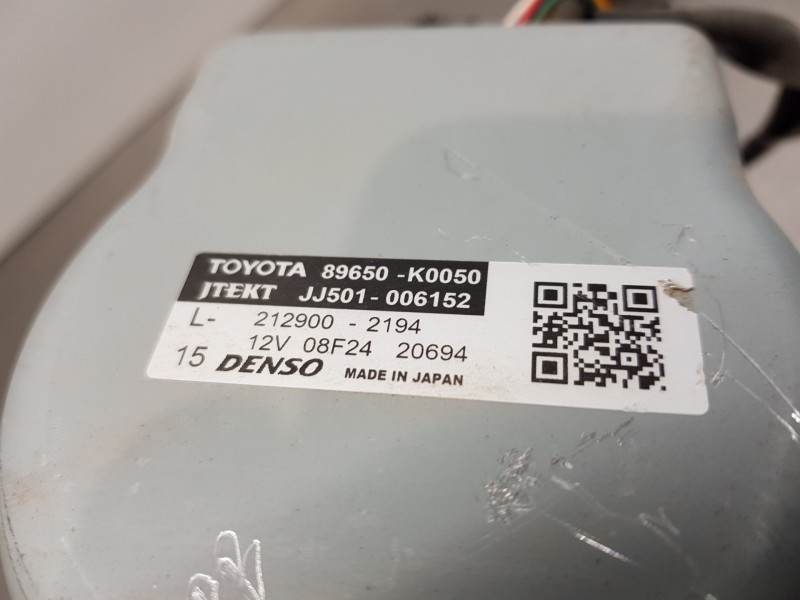 TOYOTA 89650 -K0050
JTEKT JJ501-006152
L- 212900 - 2194
12V 08F24 20694
15 DENSO MADE IN JAPAN